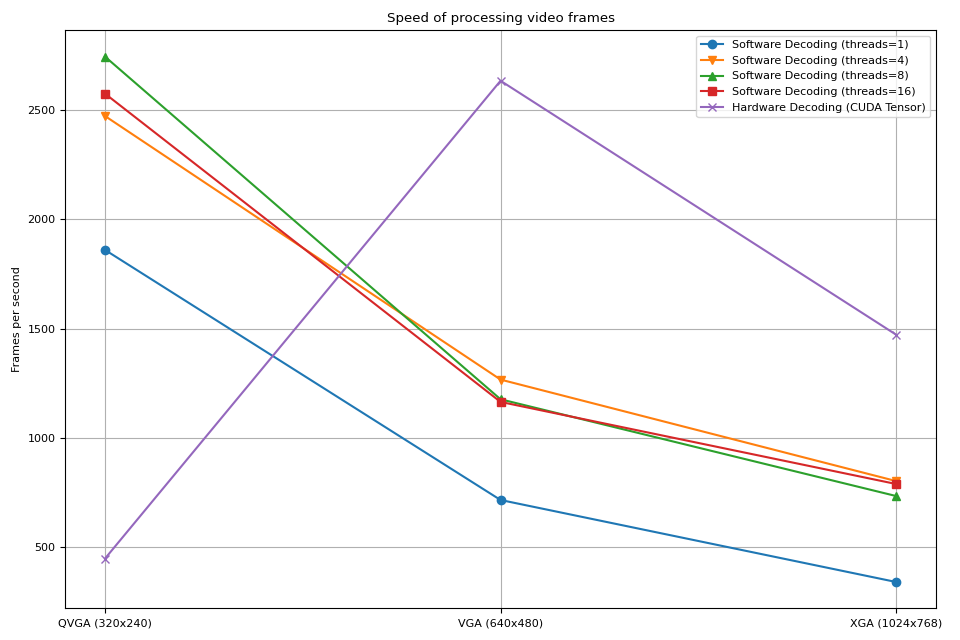 Speed of processing video frames
Software Decoding (threads=1)
Software Decoding (threads=4)
Software Decoding (threads=8)
Software Decoding (threads=16)
Hardware Decoding (CUDA Tensor)
Frames per second
2500
2000
1500
1000
500
QVGA (320x240)
VGA (640x480)
XGA (1024x768)